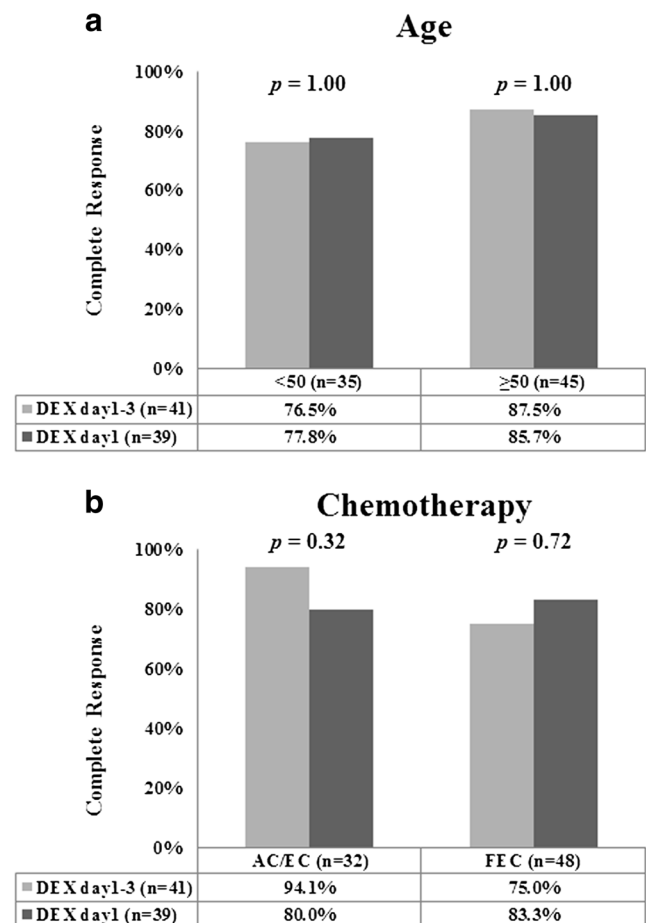 a
Age
100%
p = 1.00 p = 1.00
80%
60%
40%
20%
0%
Complete Response
<50 (n=35) ≥50 (n=45)
DEX day1-3 (n=41) 76.5% 87.5%
DEX day1 (n=39) 77.8% 85.7%
b
Chemotherapy
p = 0.32 p = 0.72
100%
80%
60%
40%
20%
0%
Complete Response
AC/EC (n=32) FEC (n=48)
DEX day1-3 (n=41) 94.1% 75.0%
DEX day1 (n=39) 80.0% 83.3%